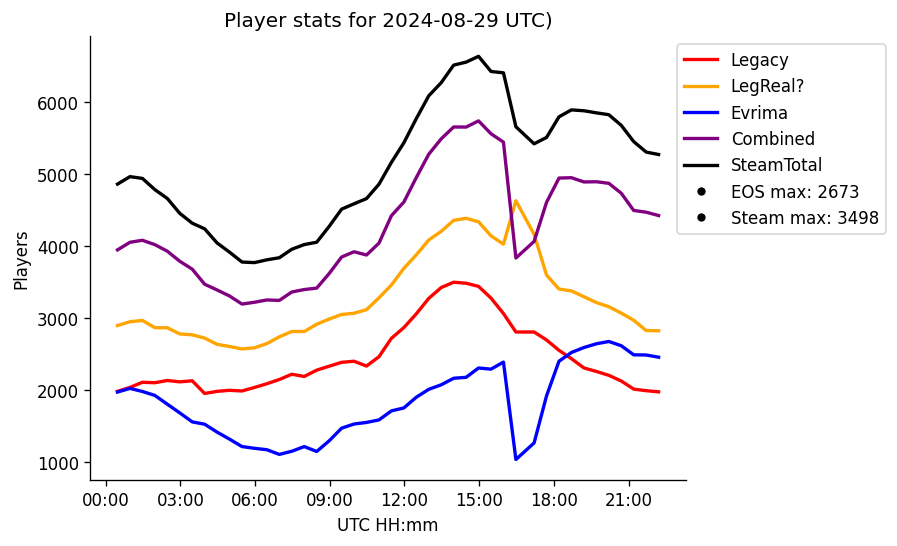 Player stats for 2024-08-29 UTC)
Legacy
LegReal?
Evrima
Combined
SteamTotal
EOS max: 2673
Steam max: 3498
Players
6000
5000
4000
3000
2000
1000
00:00 03:00 06:00 09:00 12:00 15:00 18:00 21:00
UTC HH:mm